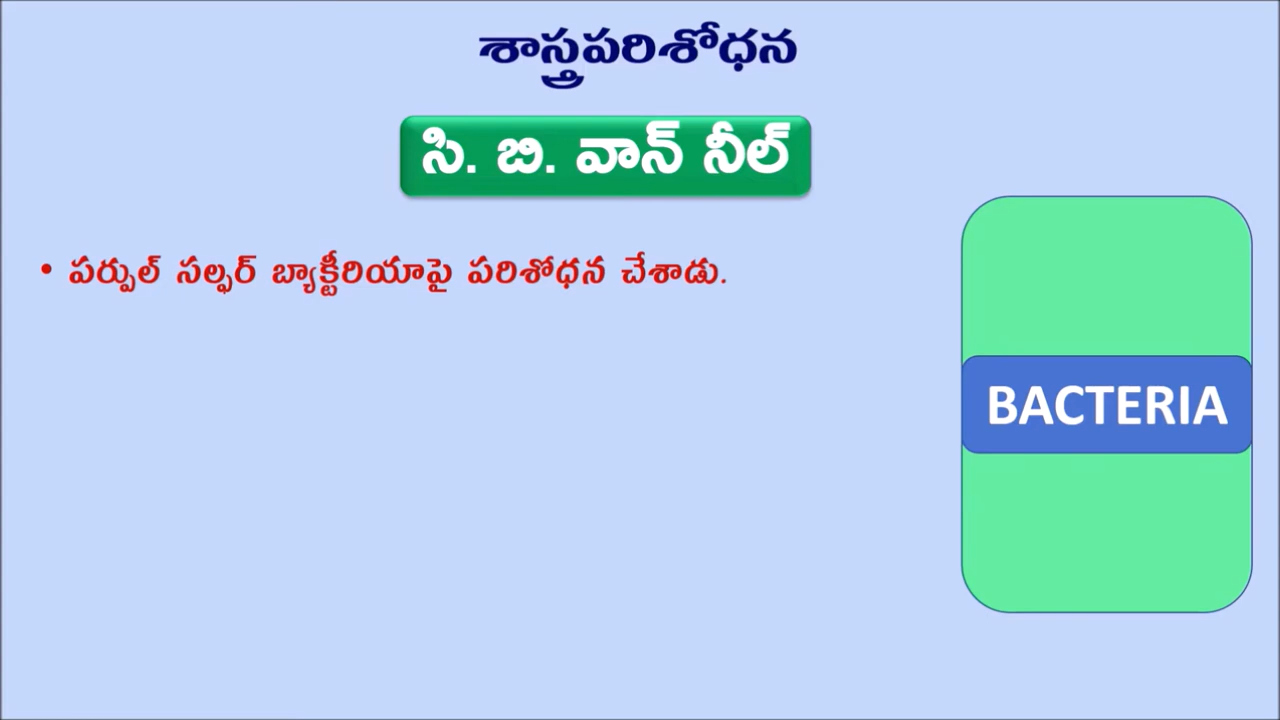 శాస్త్రపరిశోధన
సి. బి. వాన్ నీల్
• పర్పుల్ సల్ఫర్ బ్యాక్టీరియాపై పరిశోధన చేశాడు.
BACTERIA